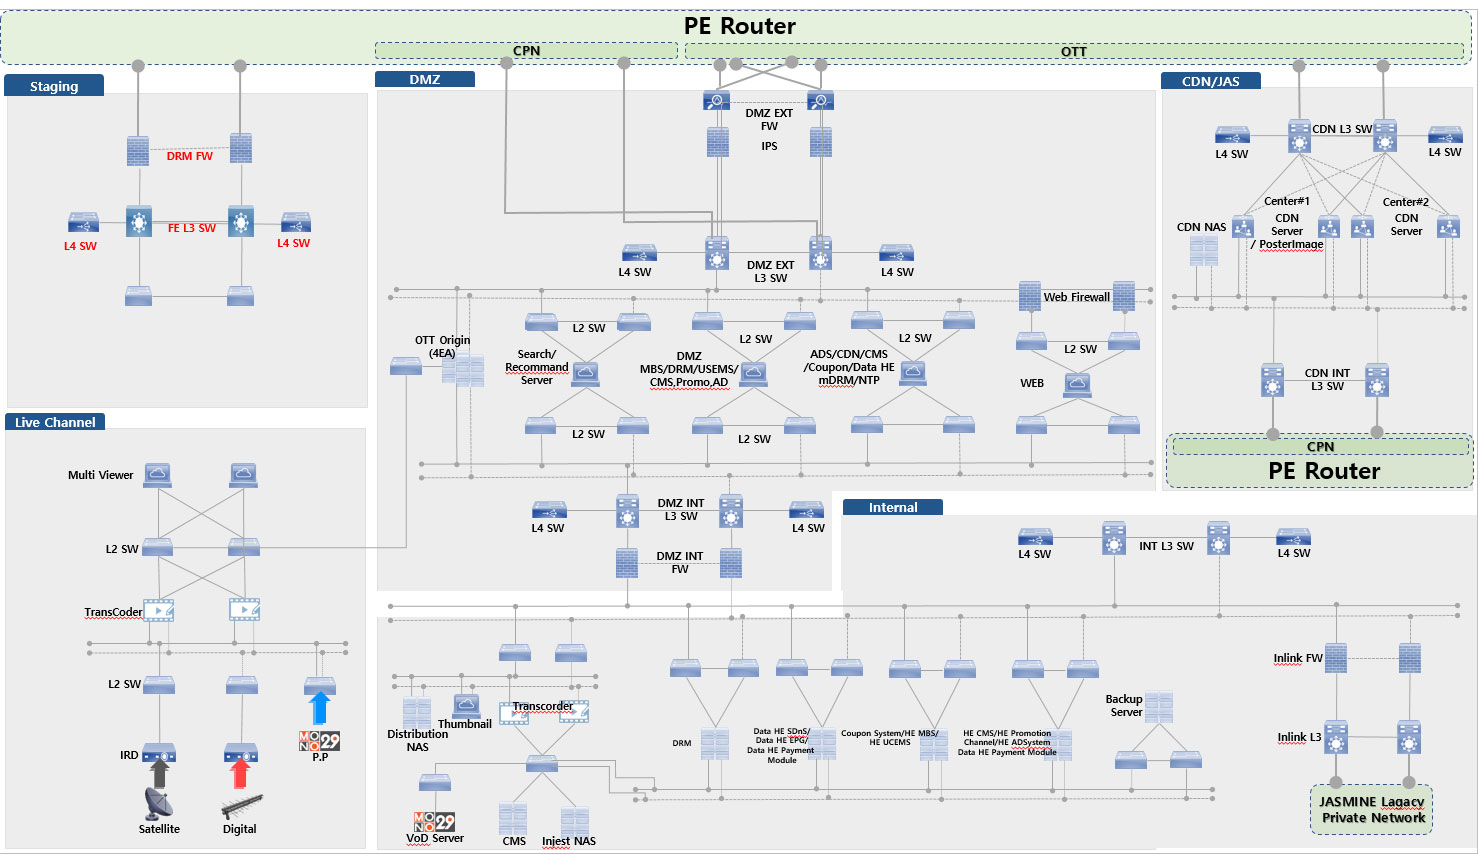 PE Router
CPN
OTT
Staging
DRM FW
L4 SW
FE L3 SW
L4 SW
DMZ
DMZ EXT
FW
IPS
L4 SW
DMZ EXT
L3 SW
L4 SW
Web Firewall
OTT Origin
(4EA)
L2 SW
Search/
Recommand
Server
L2 SW
L2 SW
DMZ
MBS/DRM/USEMS/
CMS,Promo,AD
L2 SW
L2 SW
ADS/CDN/CMS
/Coupon/Data HE
mDRM/NTP
L2 SW
WEB
L4 SW
DMZ INT
L3 SW
L4 SW
DMZ INT
FW
CDN/JAS
L4 SW
CDN L3 SW
L4 SW
Center#1
CDN
Server
/ PosterImage
Center#2
CDN
Server
CDN NAS
CDN INT
L3 SW
CPN
PE Router
Live Channel
Multi Viewer
L2 SW
TransCoder
L2 SW
IRD
MONO29
P.P
Satellite
Digital
Internal
L4 SW
INT L3 SW
L4 SW
Distribution
NAS
Thumbnail
Transcorder
MONO29
VoD Server
CMS
Injest NAS
DRM
Data HE SDnS/
Data HE EPG/
Data HE Payment
Module
Coupon System/HE MBS/
HE UCEMS
HE CMS/HE Promotion
Channel/HE ADSystem
Data HE Payment Module
Backup
Server
Inlink FW
Inlink L3
JASMINE Lagacy
Private Network